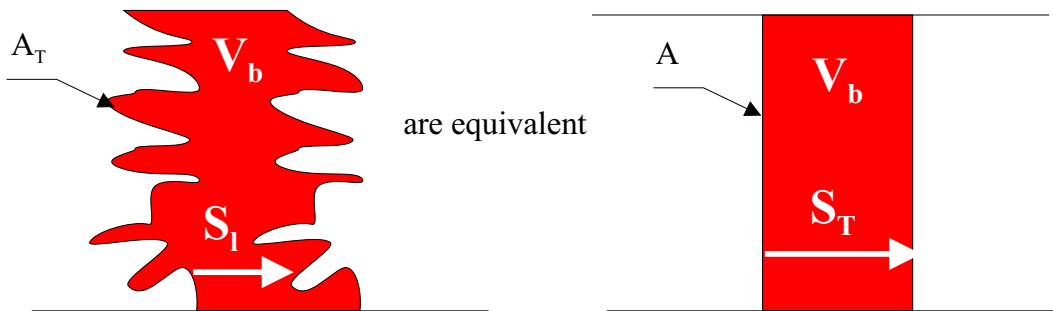 A_T
V_b
S_l
are equivalent
A
V_b
S_T